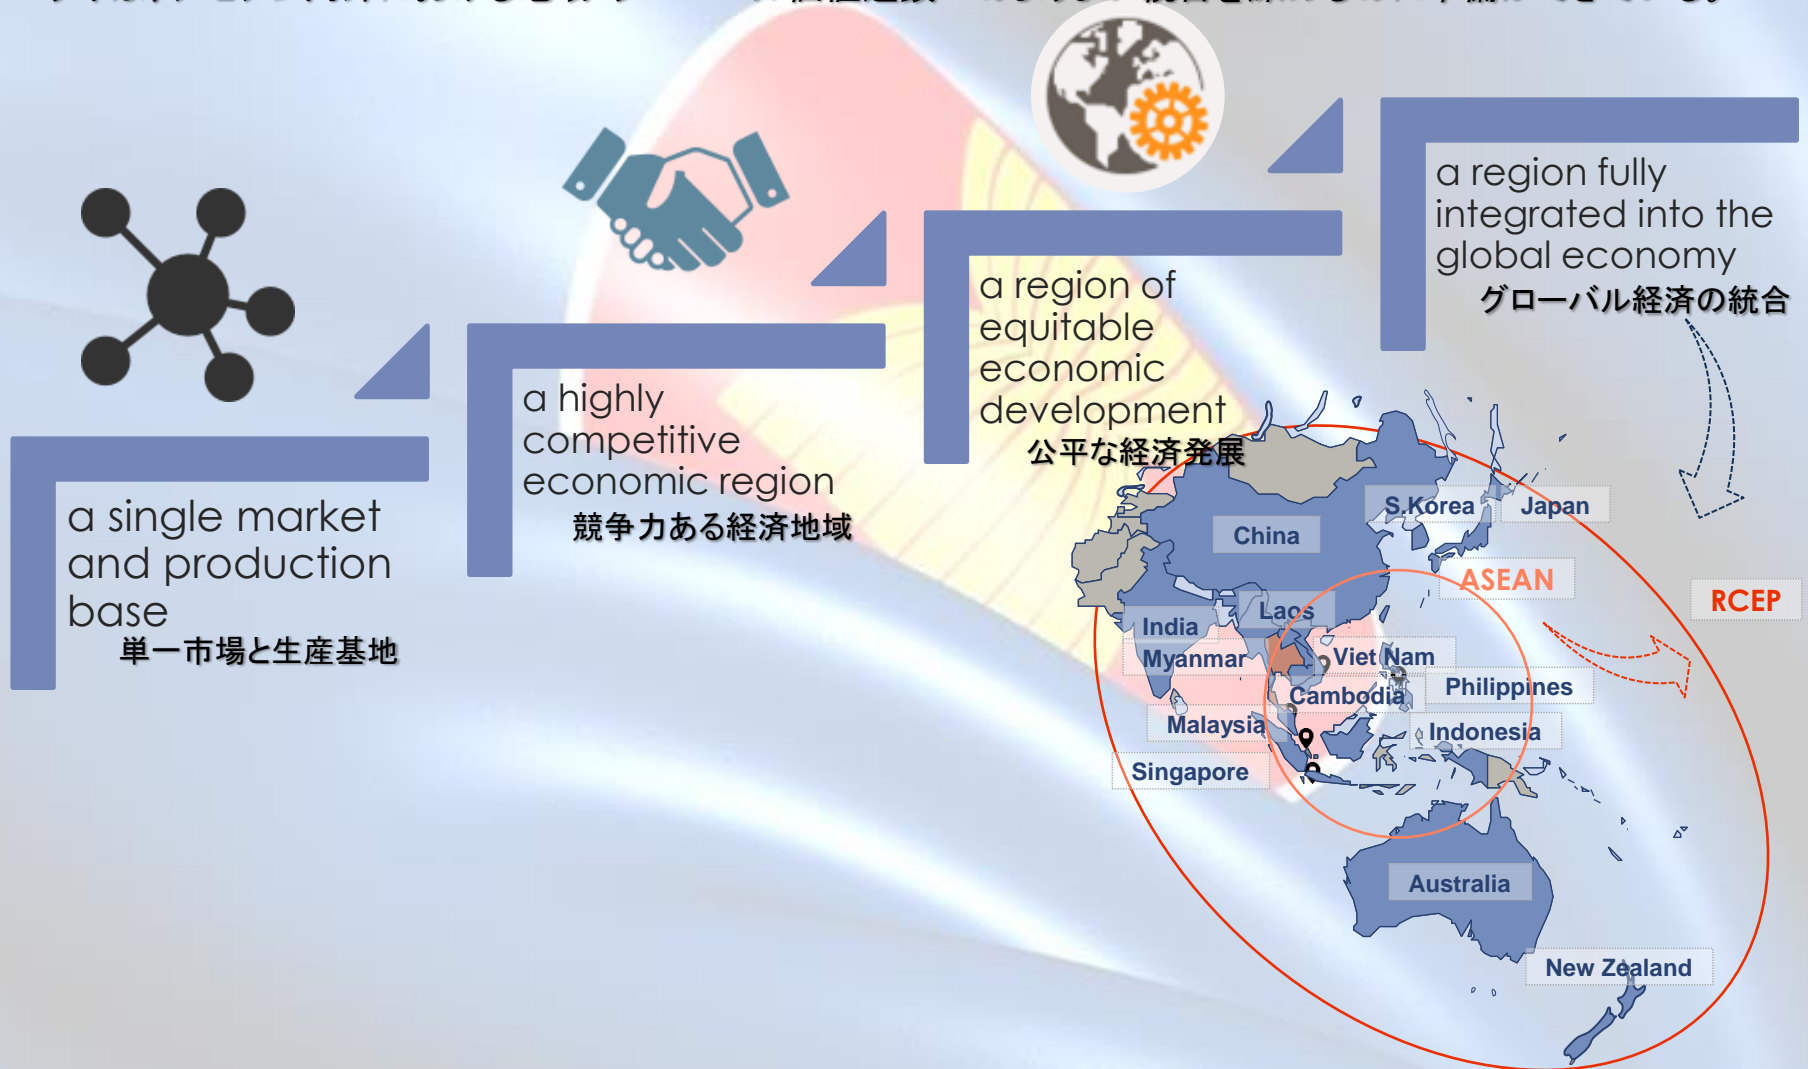 a single market
and production
base
単一市場と生産基地
a highly
competitive
economic region
競争力ある経済地域
a region of
equitable
economic
development
公平な経済発展
a region fully
integrated into the
global economy
グローバル経済の統合
S.Korea
Japan
China
ASEAN
RCEP
Laos
India
Myanmar
Viet Nam
Cambodia
Philippines
Malaysia
Indonesia
Singapore
Australia
New Zealand